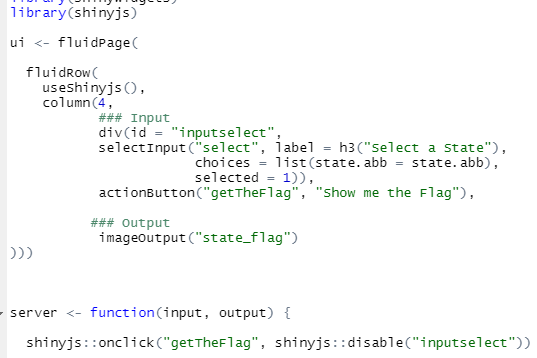 library(shinyWidgets)
library(shinyjs)
ui <- fluidPage(
fluidRow(
useShinyjs(),
column(4,
### Input
div(id = "inputselect",
selectInput("select", label = h3("Select a State"),
choices = list(state.abb = state.abb),
selected = 1)),
actionButton("getTheFlag", "Show me the Flag"),
### Output
imageOutput("state_flag")
)))
server <- function(input, output) {
shinyjs::onclick("getTheFlag", shinyjs::disable("inputselect"))